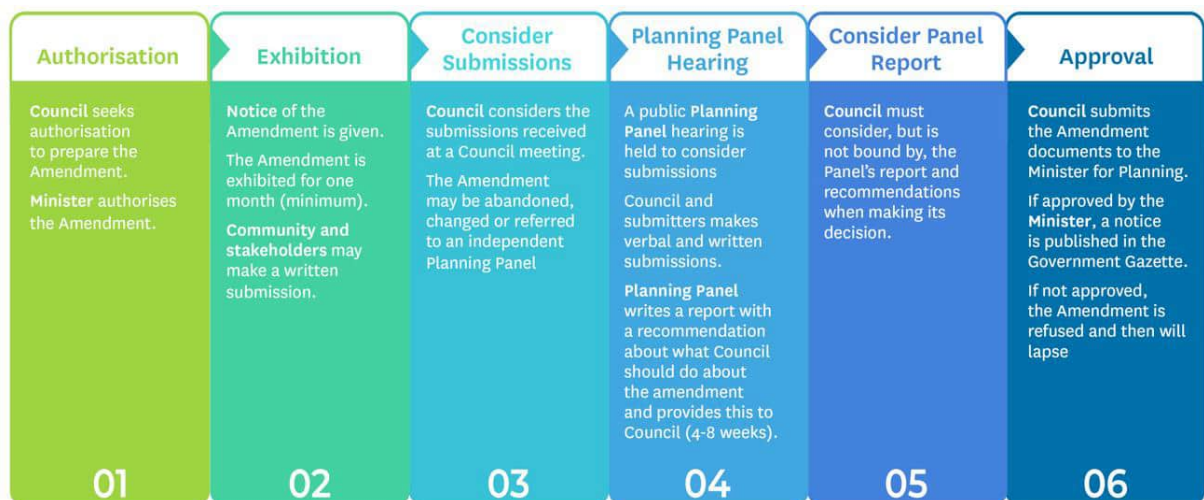 Authorisation
Council seeks
authorisation
to prepare the
Amendment.
Minister authorises
the Amendment.
01
Exhibition
Notice of the
Amendment is given.
The Amendment is
exhibited for one
month (minimum).
Community and
stakeholders may
make a written
submission.
02
Consider
Submissions
Council considers the
submissions received
at a Council meeting.
The Amendment
may be abandoned,
changed or referred
to an independent
Planning Panel
03
Planning Panel
Hearing
A public Planning
Panel hearing is
held to consider
submissions
Council and
submitters makes
verbal and written
submissions.
Planning Panel
writes a report with
a recommendation
about what Council
should do about
the amendment
and provides this to
Council (4-8 weeks).
04
Consider Panel
Report
Council must
consider, but is
not bound by, the
Panel's report and
recommendations
when making its
decision.
05
Approval
Council submits
the Amendment
documents to the
Minister for Planning.
If approved by the
Minister, a notice
is published in the
Government Gazette.
If not approved,
the Amendment is
refused and then will
lapse
06